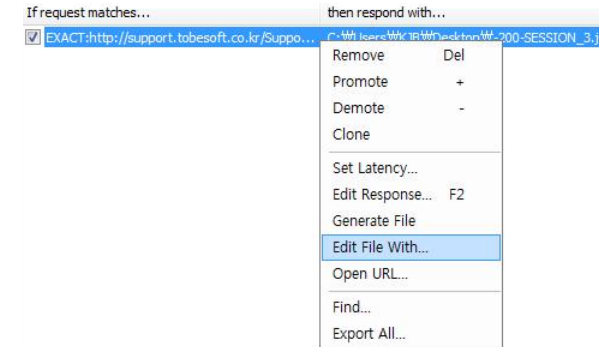 If request matches... then respond with...
EXACT:http://support.tobesoft.co.kr/Suppo... C:₩Users₩KJB₩Desktop₩-200-SESSION_3.j
Remove Del
Promote +
Demote -
Clone
Set Latency...
Edit Response... F2
Generate File
Edit File With...
Open URL...
Find...
Export All...